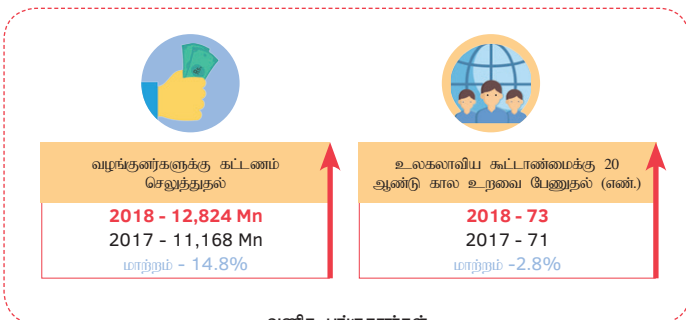 வழங்குனர்களுக்கு கட்டணம்
செலுத்துதல்
2018 - 12,824 Mn
2017 - 11,168 Mn
மாற்றம் - 14.8%
உலகலாவிய கூட்டாண்மைக்கு 20
ஆண்டு கால உறவை பேணுதல் (எண்.)
2018 - 73
2017 - 71
மாற்றம் -2.8%